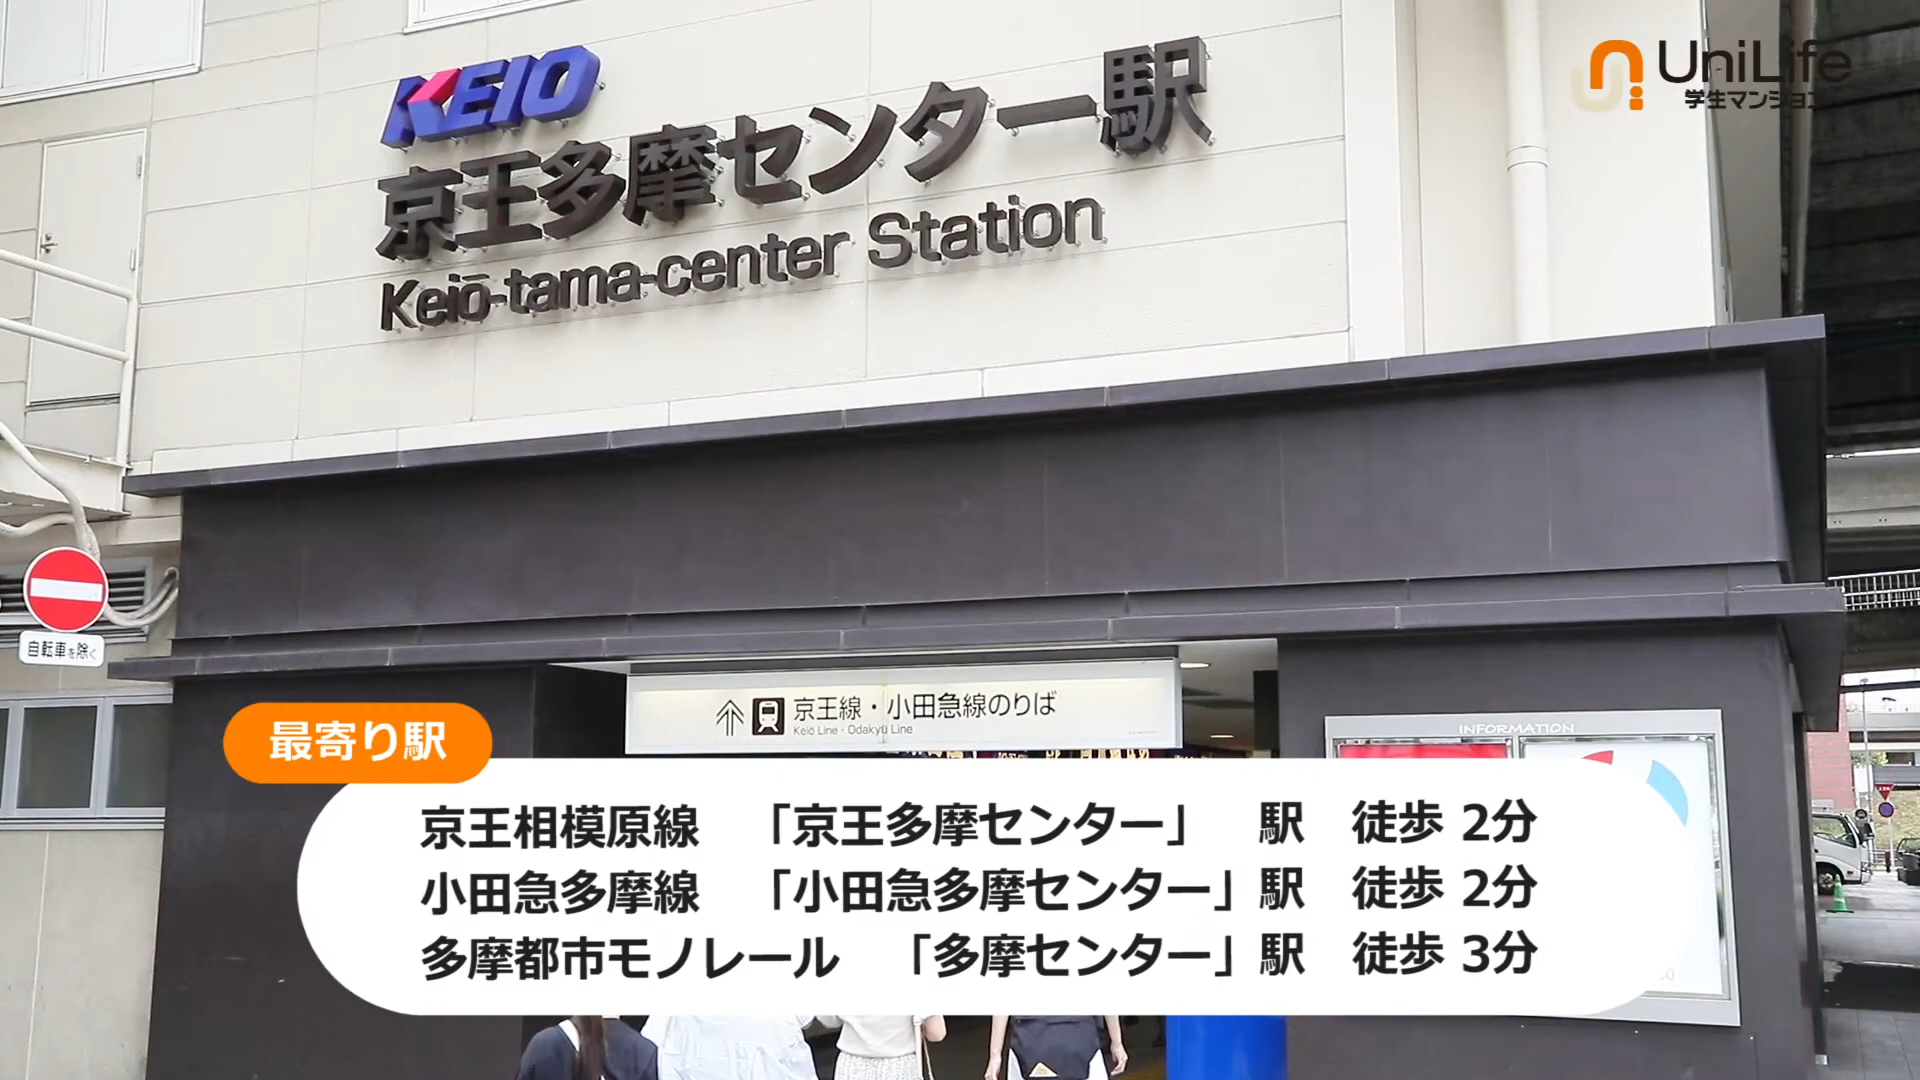 UniLife
学生マンション
KEIO
京王多摩センター駅
Keiō-tama-center Station
自転車を除く
京王線・小田急線のりば
Keiō Line・Odakyū Line
INFORMATION
最寄り駅
京王相模原線 「京王多摩センター」 駅 徒歩 2分
小田急多摩線 「小田急多摩センター」駅 徒歩 2分
多摩都市モノレール 「多摩センター」駅 徒歩 3分